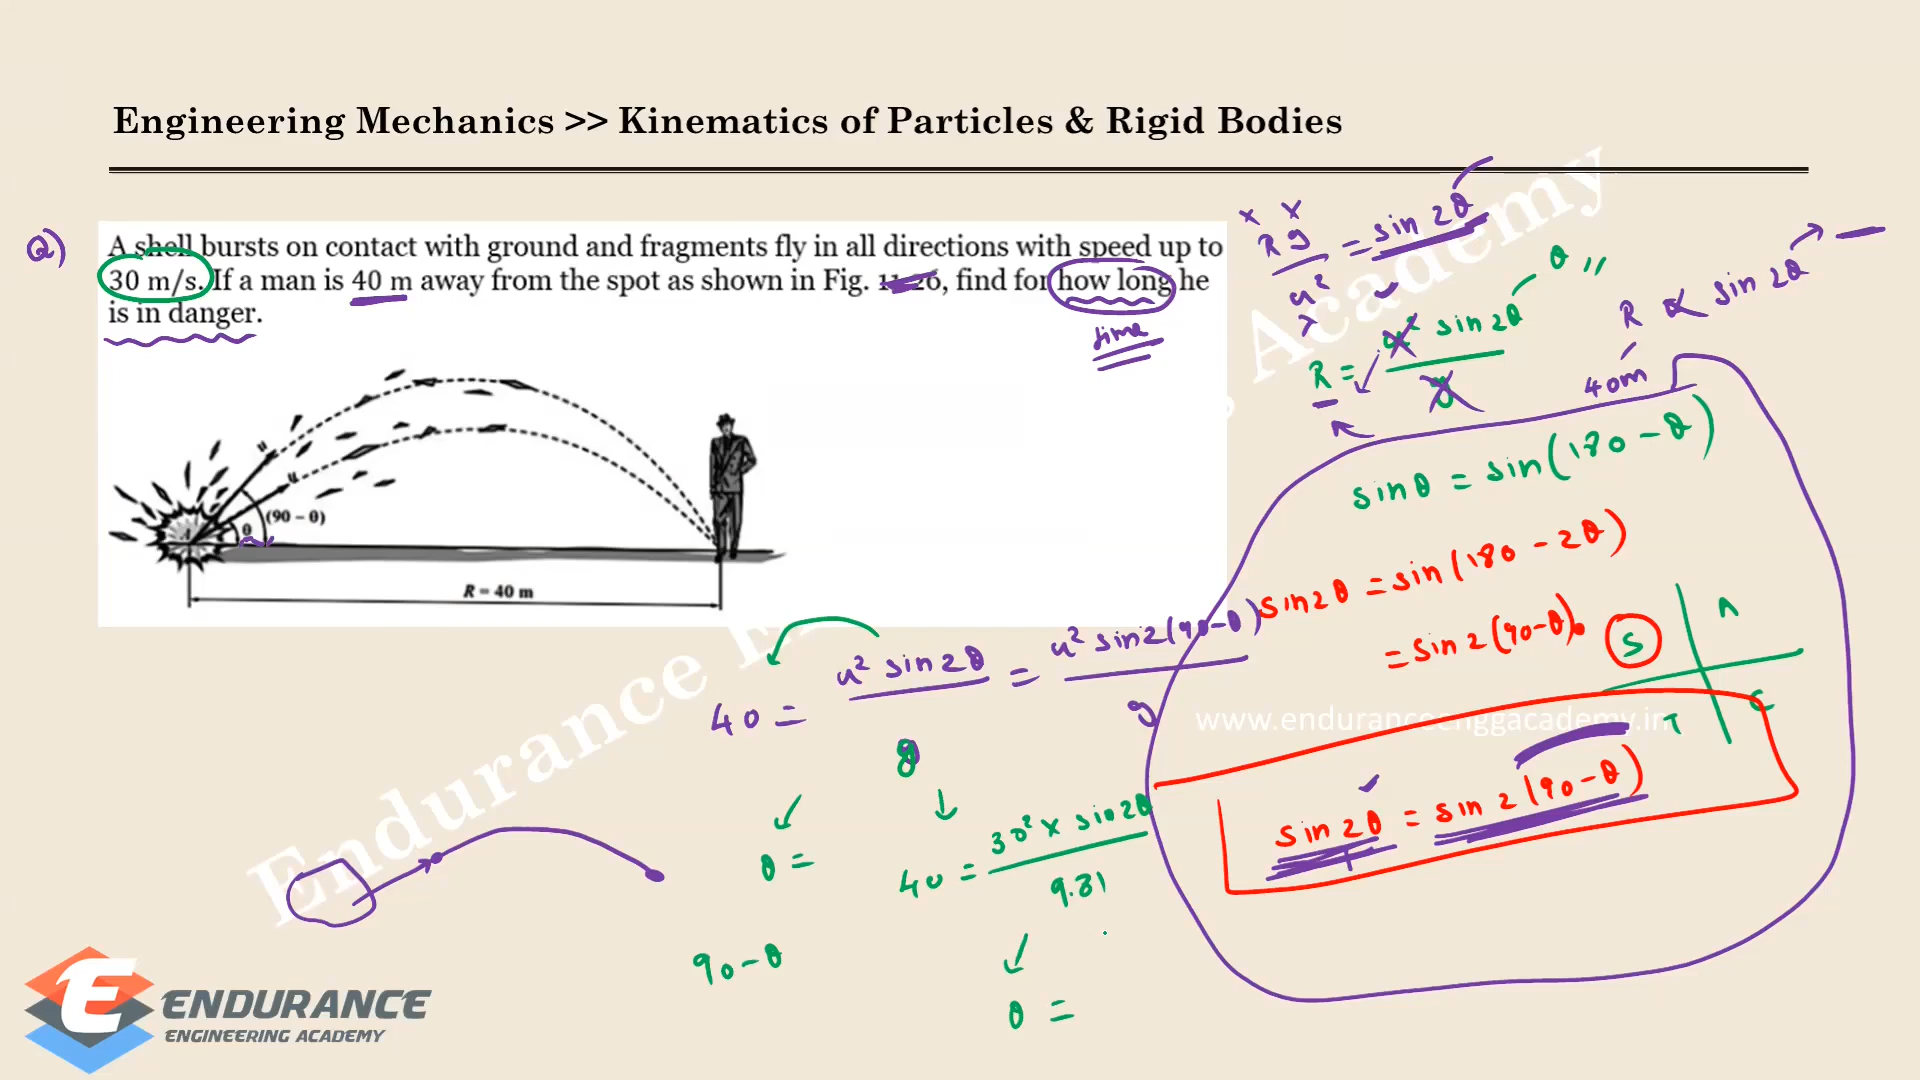 Engineering Mechanics >> Kinematics of Particles & Rigid Bodies
Q)
A shell bursts on contact with ground and fragments fly in all directions with speed up to
30 m/s. If a man is 40 m away from the spot as shown in Fig. 11.26, find for how long he
is in danger.
time
u
u
θ
(90 – θ)
R = 40 m
Rg / u² = sin 2θ
θ
R = u² sin 2θ / g
R ∝ sin 2θ
40m
sin θ = sin(180 - θ)
sin 2θ = sin(180 - 2θ)
= sin 2(90-θ).
S A
T C
sin 2θ = sin 2(90-θ)
40 = u² sin 2θ / g = u² sin 2(90-θ) / g
θ =
40 = 30² x sin 2θ / 9.81
90-θ
θ =
Endurance Academy
www.enduranceenggacademy.in
E ENDURANCE
ENGINEERING ACADEMY